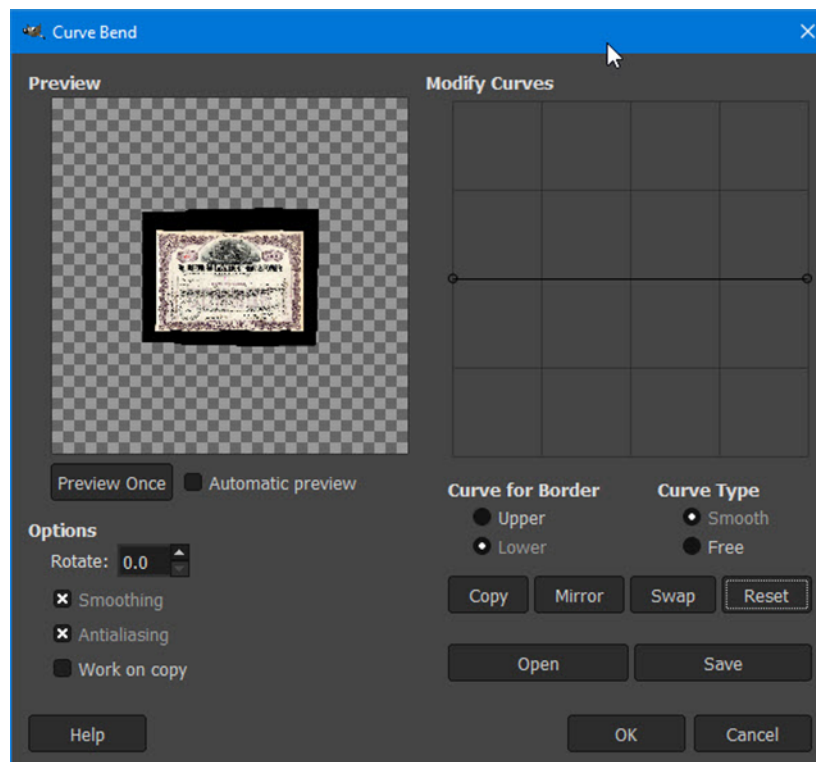 Curve Bend
Preview
Modify Curves
Preview Once
Automatic preview
Curve for Border
Curve Type
Upper
Smooth
Lower
Free
Options
Rotate: 0.0
Smoothing
Antialiasing
Work on copy
Copy
Mirror
Swap
Reset
Open
Save
Help
OK
Cancel